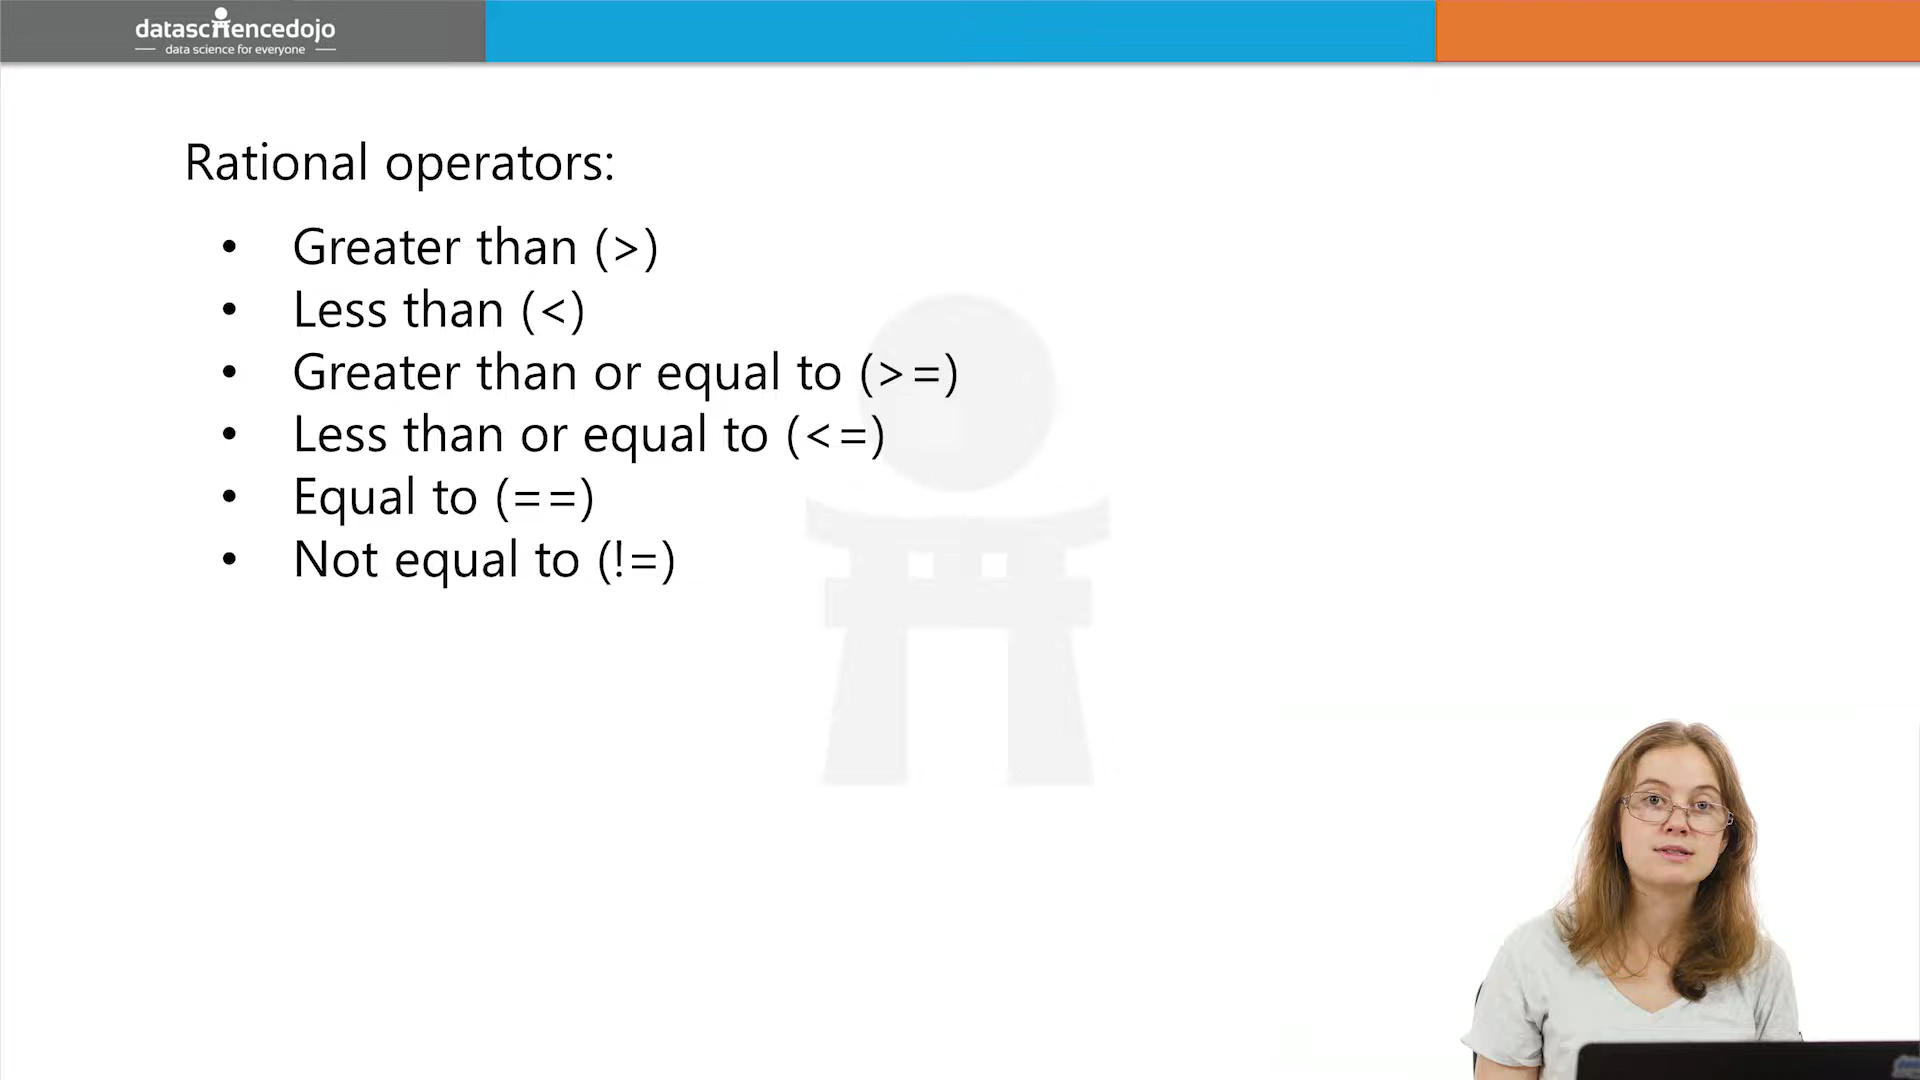 datasciencedojo
data science for everyone
Rational operators:
• Greater than (>)
• Less than (<)
• Greater than or equal to (>=)
• Less than or equal to (<=)
• Equal to (==)
• Not equal to (!=)